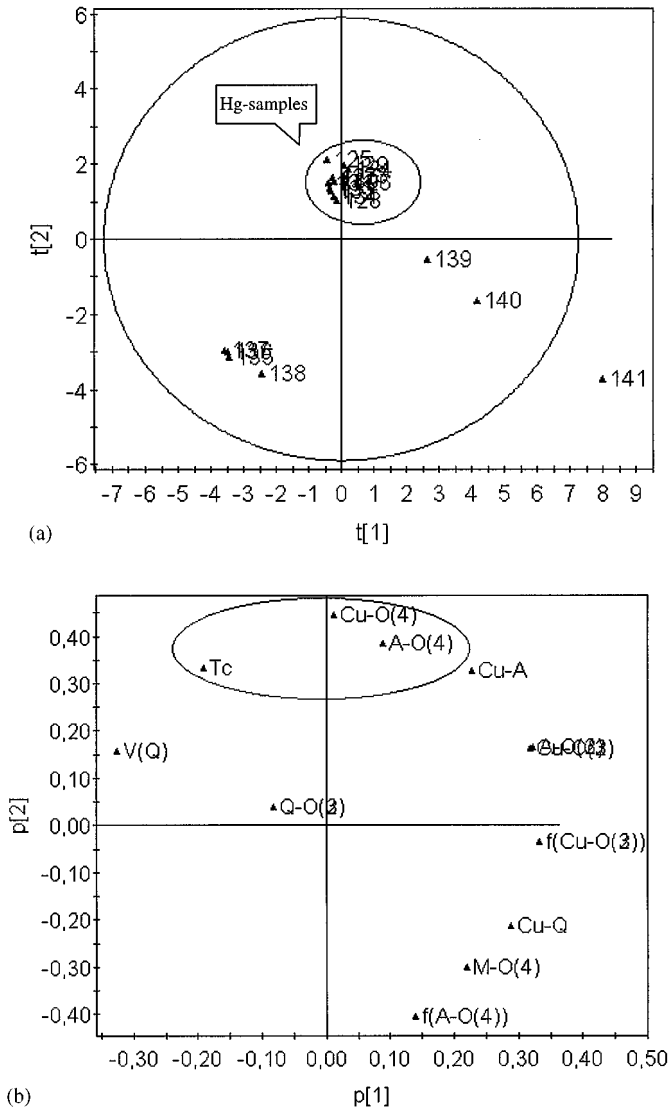 6
4
2
0
-2
-4
-6
t[2]
Hg-samples
125
128
139
140
141
137
138
-7 -6 -5 -4 -3 -2 -1 0 1 2 3 4 5 6 7 8 9
t[1]
(a)
0,40
0,30
0,20
0,10
0,00
-0,10
-0,20
-0,30
-0,40
p[2]
Cu-O(4)
A-O(4)
Tc
Cu-A
V(Q)
Cu-Q
M-O(4)
f(A-O(4))
-0,30 -0,20 -0,10 0,00 0,10 0,20 0,30 0,40 0,50
p[1]
(b)